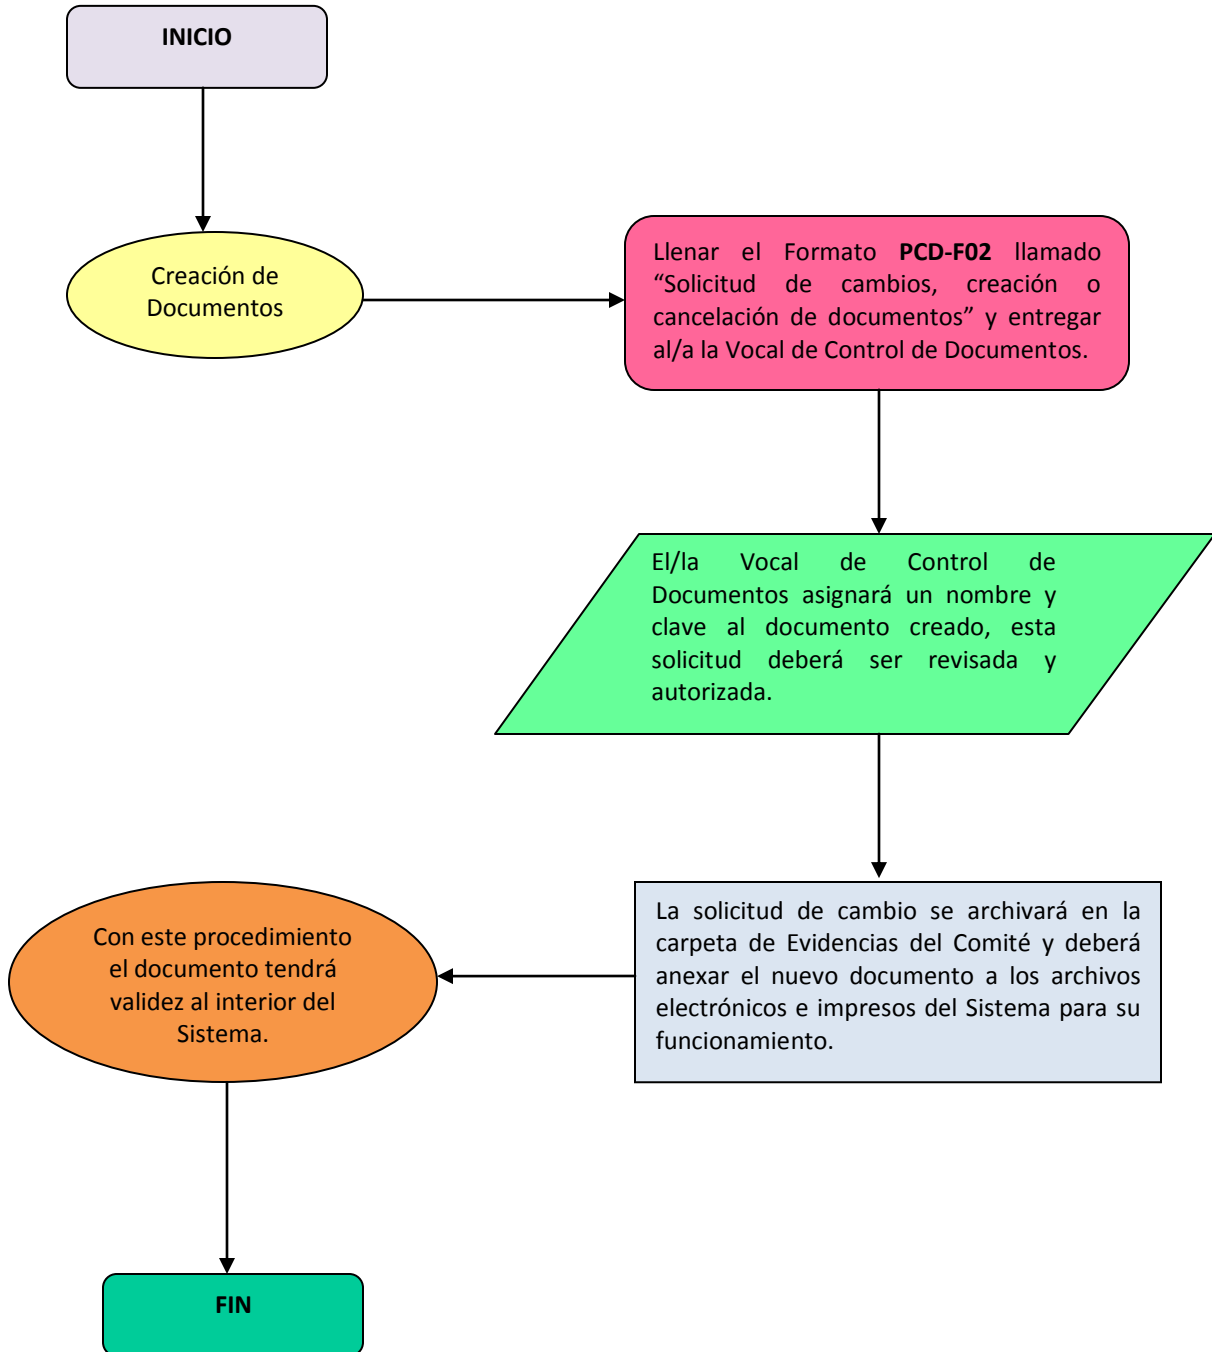 INICIO
Creación de
Documentos
Llenar el Formato PCD-F02 llamado
“Solicitud de cambios, creación o
cancelación de documentos” y entregar
al/a la Vocal de Control de Documentos.
El/la Vocal de Control de
Documentos asignará un nombre y
clave al documento creado, esta
solicitud deberá ser revisada y
autorizada.
La solicitud de cambio se archivará en la
carpeta de Evidencias del Comité y deberá
anexar el nuevo documento a los archivos
electrónicos e impresos del Sistema para su
funcionamiento.
Con este procedimiento
el documento tendrá
validez al interior del
Sistema.
FIN